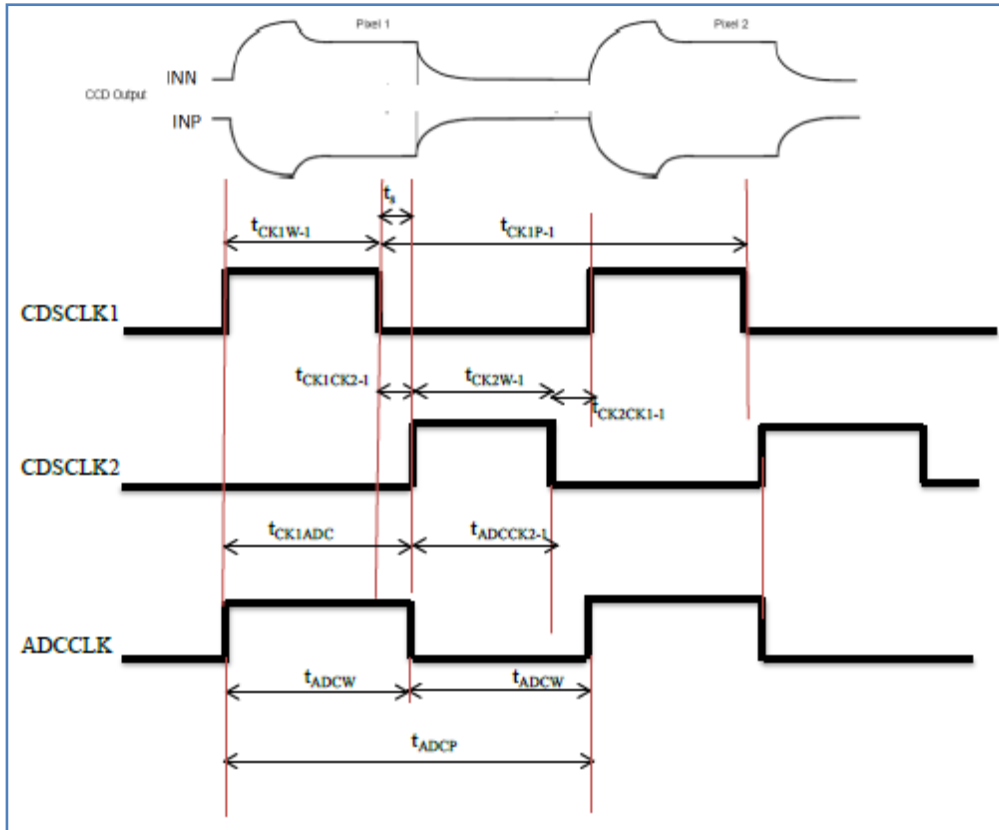 Pixel 1
Pixel 2
INN
CCD Output
INP
ts
tCK1W-1
tCK1P-1
CDSCLK1
tCK1CK2-1
tCK2W-1
tCK2CK1-1
CDSCLK2
tCK1ADC
tADCCK2-1
ADCCLK
tADCW
tADCW
tADCP